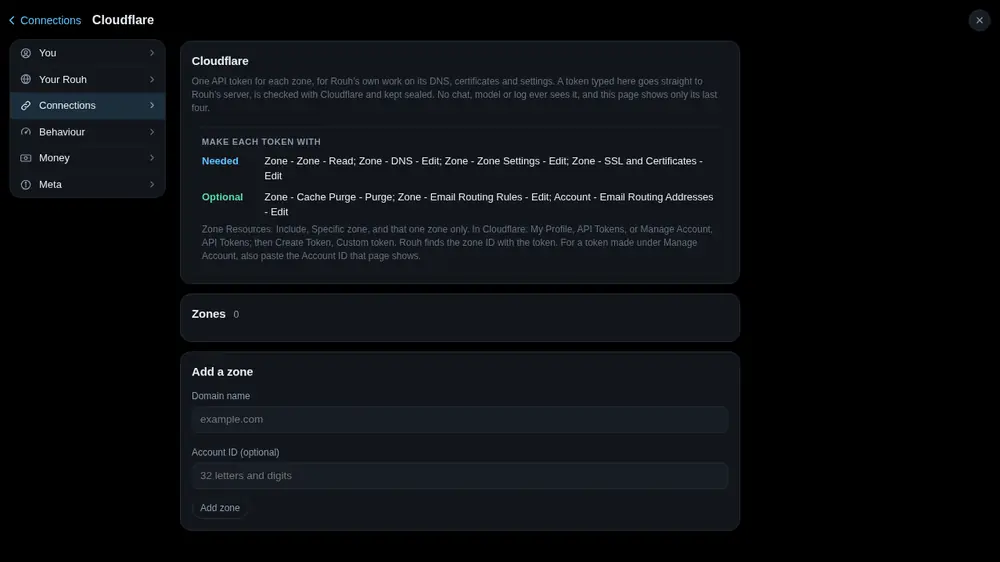 Connections Cloudflare
You
Your Rouh
Connections
Behaviour
Money
Meta
Cloudflare
One API token for each zone, for Rouh's own work on its DNS, certificates and settings. A token typed here goes straight to
Rouh's server, is checked with Cloudflare and kept sealed. No chat, model or log ever sees it, and this page shows only its last
four.
MAKE EACH TOKEN WITH
Needed Zone - Zone - Read; Zone - DNS - Edit; Zone - Zone Settings - Edit; Zone - SSL and Certificates -
Edit
Optional Zone - Cache Purge - Purge; Zone - Email Routing Rules - Edit; Account - Email Routing Addresses
- Edit
Zone Resources: Include, Specific zone, and that one zone only. In Cloudflare: My Profile, API Tokens, or Manage Account,
API Tokens; then Create Token, Custom token. Rouh finds the zone ID with the token. For a token made under Manage
Account, also paste the Account ID that page shows.
Zones 0
Add a zone
Domain name
example.com
Account ID (optional)
32 letters and digits
Add zone